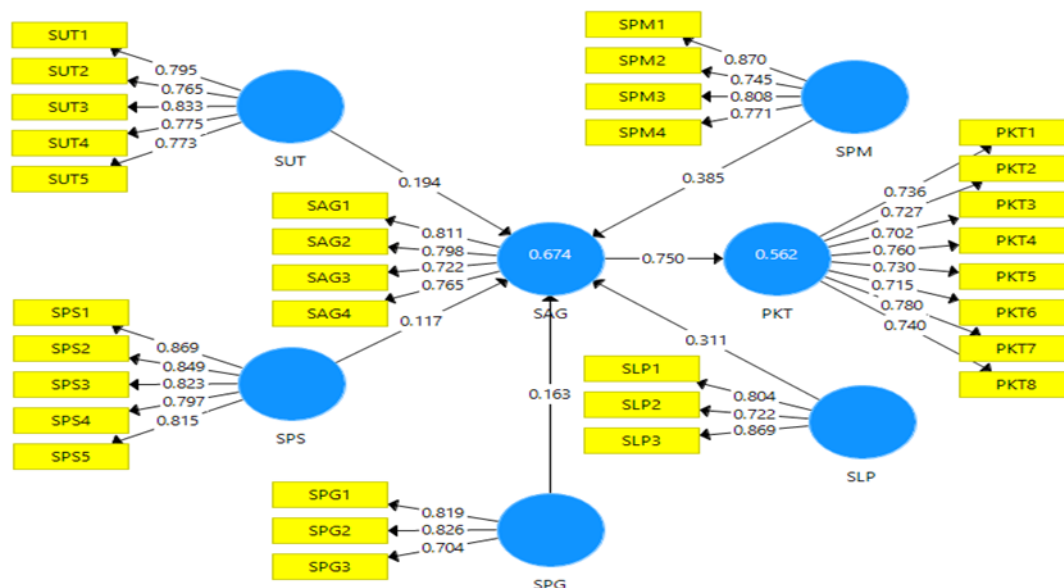 SUT1
SUT2
SUT3
SUT4
SUT5
0.795
0.765
0.833
0.775
0.773
SUT
SPM1
SPM2
SPM3
SPM4
0.870
0.745
0.808
0.771
SPM
0.194
0.385
SAG1
SAG2
SAG3
SAG4
0.811
0.798
0.722
0.765
0.674
SAG
0.750
0.562
PKT
0.736
0.727
0.702
0.760
0.730
0.715
0.780
0.740
PKT1
PKT2
PKT3
PKT4
PKT5
PKT6
PKT7
PKT8
SPS1
SPS2
SPS3
SPS4
SPS5
0.869
0.849
0.823
0.797
0.815
SPS
0.117
0.163
0.311
SLP1
SLP2
SLP3
0.804
0.722
0.869
SLP
SPG1
SPG2
SPG3
0.819
0.826
0.704
SPG